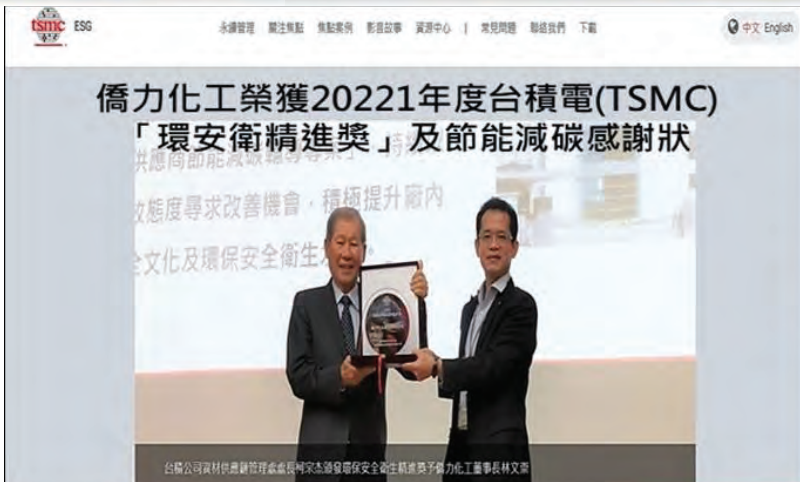 tsmc ESG
永續管理 關注焦點 焦點案例 影音故事 資源中心 | 常見問題 聯絡我們 下載
中文 English
僑力化工榮獲20221年度台積電(TSMC)
「環安衛精進獎」及節能減碳感謝狀
供應商節能減碳輔導專案
效態度尋求改善機會，積極提升廠內
全文化及環保安全衛生
台積公司資材供應鏈管理處處長柯宗杰頒發環保安全衛生精進獎予僑力化工董事長林文